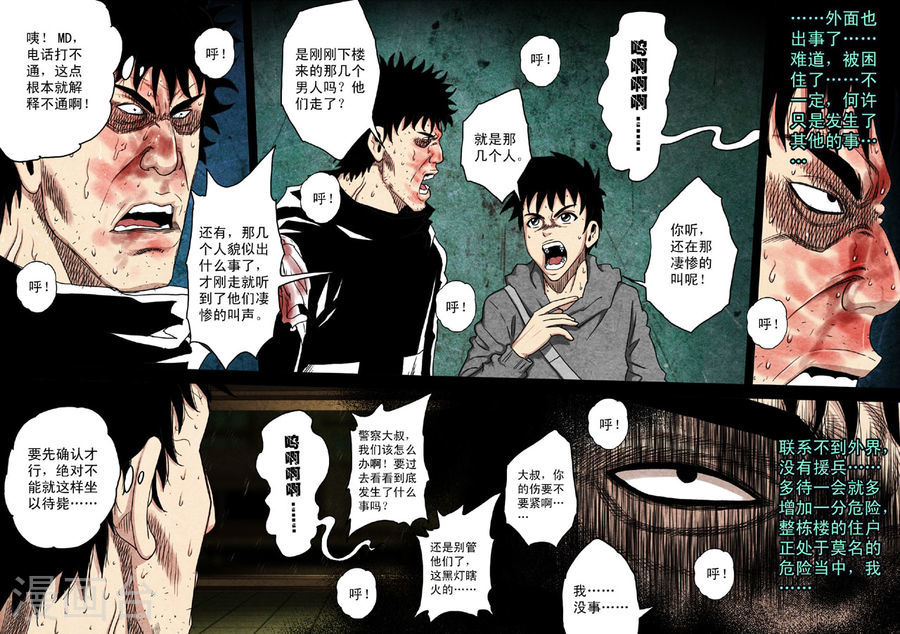 咦！MD，
电话打不
通，这点
根本就解
释不通啊！
呼！
是刚刚下楼
来的那几个
男人吗？他
们走了？
呼！
就是那
几个人。
还有，那几
个人貌似出
什么事了，
才刚走就听
到了他们凄
惨的叫声。
呼！
呼！
呼！
你听，
还在那
凄惨的
叫呢！
呼！
……外面也
出事了……
难道，被困
住了……不
一定，何许
只是发生了
其他的事…
…
要先确认才
行，绝对不
能就这样坐
以待毙……
警察大叔，
我们该怎么
办啊！要过
去看看到底
发生了什么
事吗？
还是别管
他们了，
这黑灯瞎
火的……
呼！
大叔，你
的伤要不
要紧啊…
…
呼！
我……
没事……
呼！
联系不到外界，
没有援兵……
多待一会就多
增加一分危险，
整栋楼的住户
正处于莫名的
危险当中，我
……
漫画台